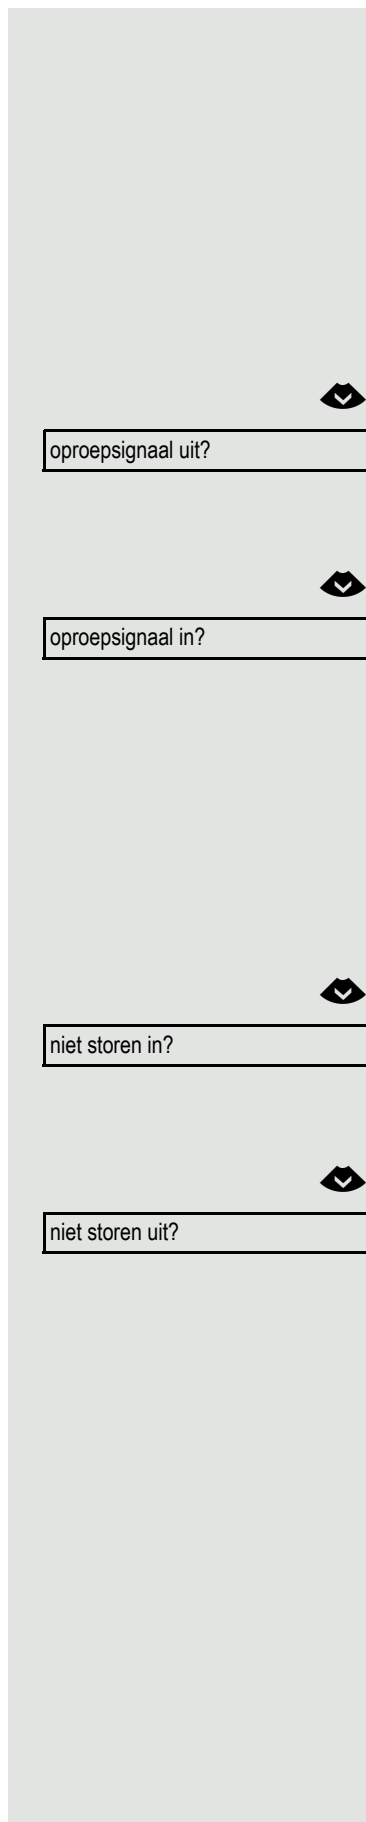 oproepsignaal uit?
oproepsignaal in?
niet storen in?
niet storen uit?